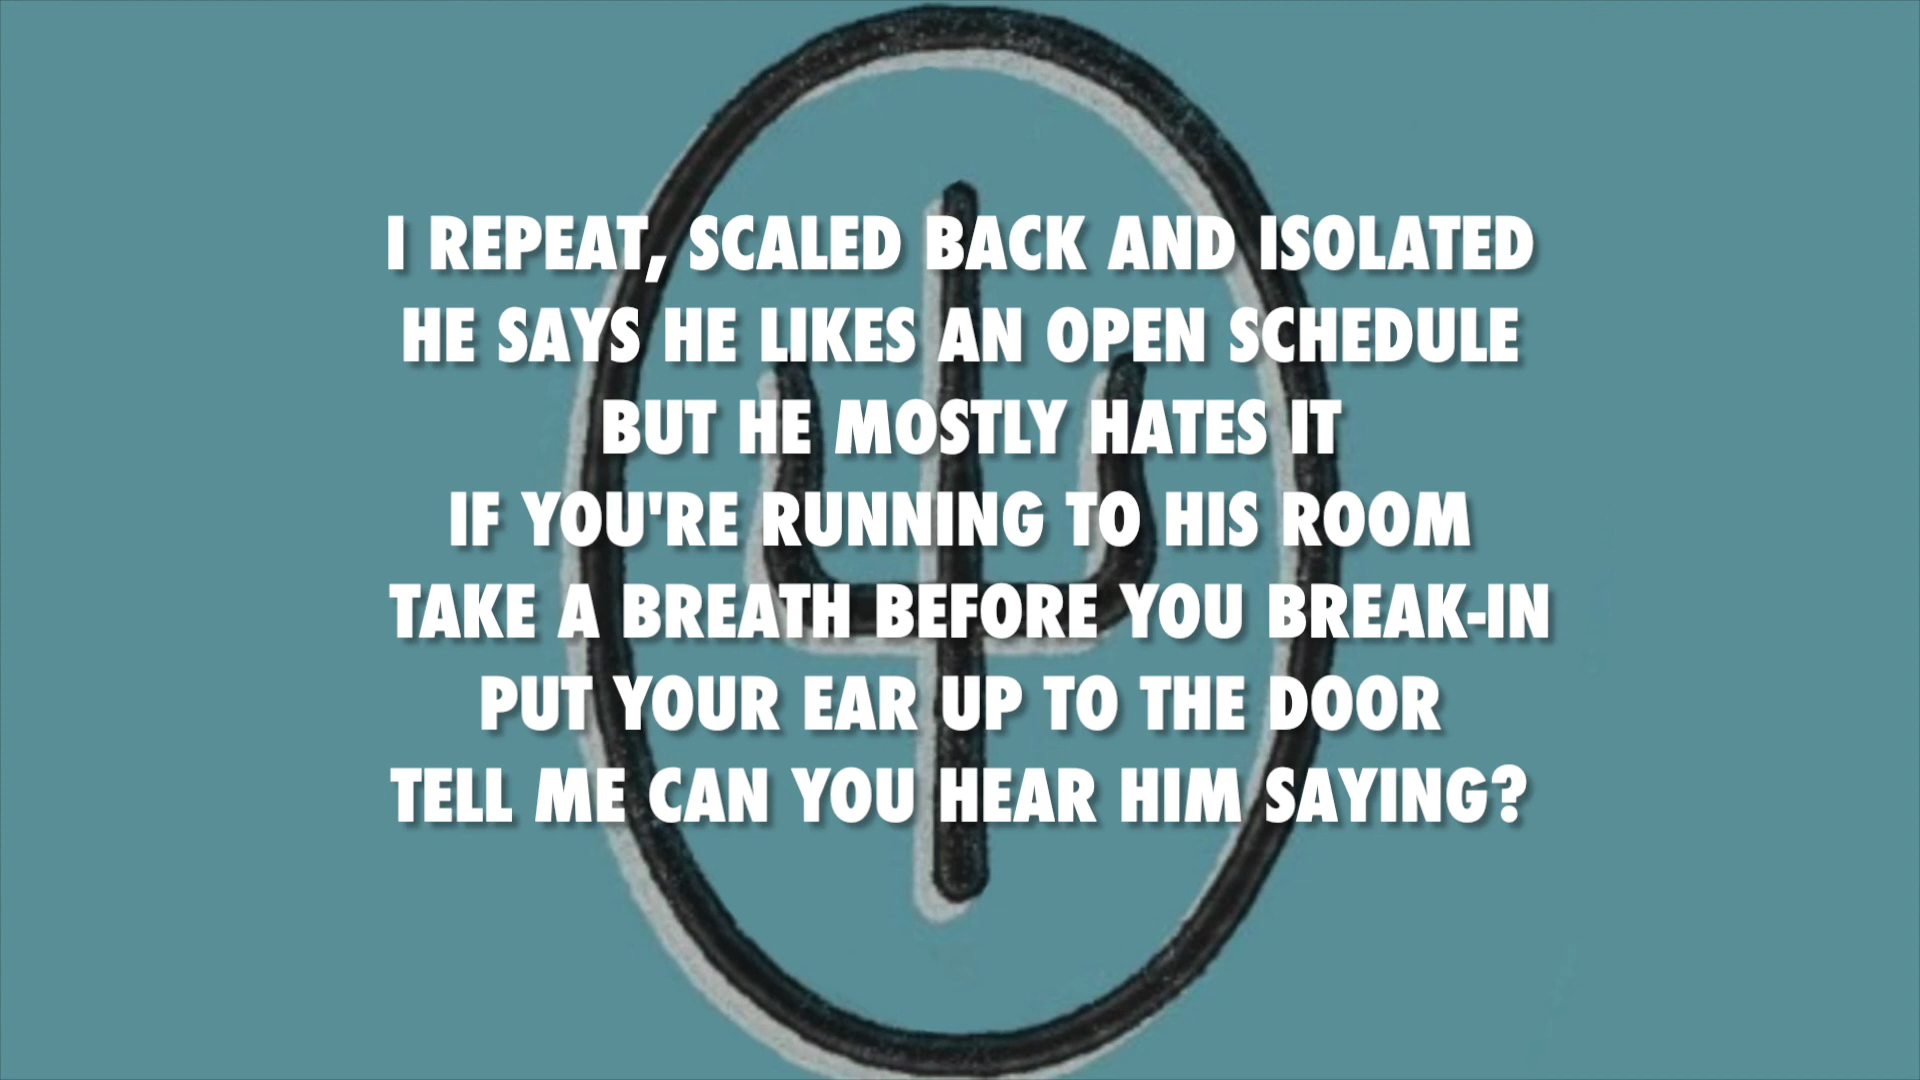 I REPEAT, SCALED BACK AND ISOLATED
HE SAYS HE LIKES AN OPEN SCHEDULE
BUT HE MOSTLY HATES IT
IF YOU'RE RUNNING TO HIS ROOM
TAKE A BREATH BEFORE YOU BREAK-IN
PUT YOUR EAR UP TO THE DOOR
TELL ME CAN YOU HEAR HIM SAYING?